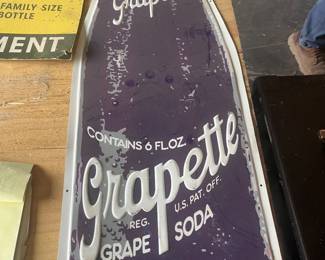 FAMILY SIZE
BOTTLE
MENT
Grapette
CONTAINS 6 FL.OZ.
Grapette
REG. U.S. PAT. OFF.
GRAPE SODA